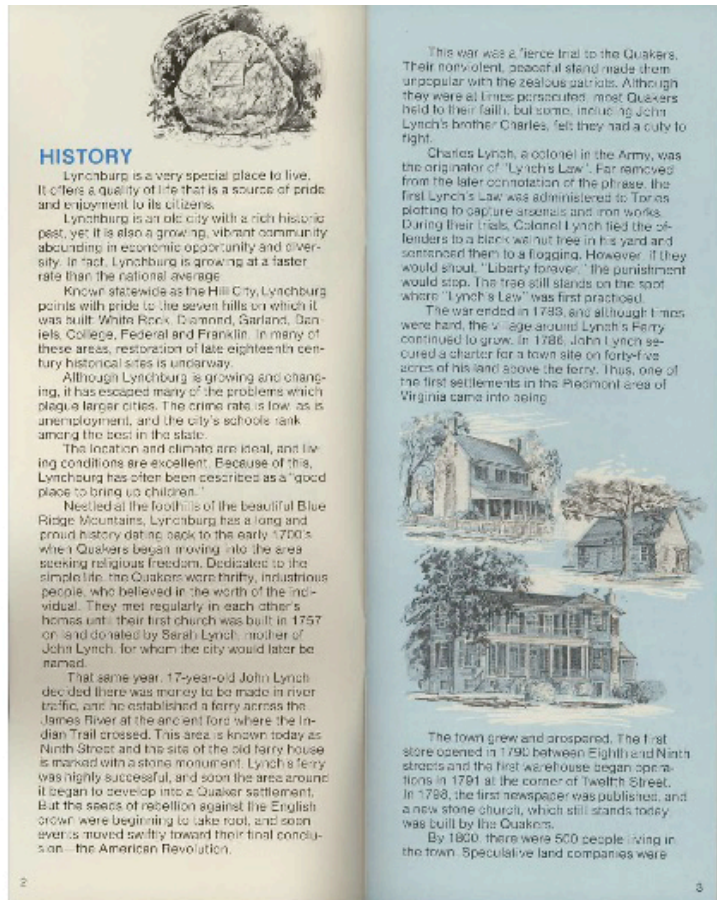 HISTORY
Lynchburg is a very special place to live.
It offers a quality of life that is a source of pride
and enjoyment to its citizens.
Lynchburg is an old city with a rich historic
past, yet it is also a growing, vibrant community
abounding in economic opportunity and diver-
sity. In fact, Lynchburg is growing at a faster
rate than the national average.
Known statewide as the Hill City, Lynchburg
points with pride to the seven hills on which it
was built: White Rock, Diamond, Garland, Dan-
iels, College, Federal and Franklin. In many of
these areas, restoration of late eighteenth cen-
tury historical sites is underway.
Although Lynchburg is growing and chang-
ing, it has escaped many of the problems which
plague larger cities. The crime rate is low, as is
unemployment, and the city's schools rank
among the best in the state.
The location and climate are ideal, and liv-
ing conditions are excellent. Because of this,
Lynchburg has often been described as a "good
place to bring up children."
Nestled at the foothills of the beautiful Blue
Ridge Mountains, Lynchburg has a long and
proud history dating back to the early 1700's
when Quakers began moving into the area
seeking religious freedom. Dedicated to the
simple life, the Quakers were thrifty, industrious
people, who believed in the worth of the indi-
vidual. They met regularly in each other's
homes until their first church was built in 1757
on land donated by Sarah Lynch, mother of
John Lynch, for whom the city would later be
named.
That same year, 17-year-old John Lynch
decided there was money to be made in river
traffic, and he established a ferry across the
James River at the ancient ford where the In-
dian Trail crossed. This area is known today as
Ninth Street and the site of the old ferry house
is marked with a stone monument. Lynch's ferry
was highly successful, and soon the area around
it began to develop into a Quaker settlement.
But the seeds of rebellion against the English
crown were beginning to take root, and soon
events moved swiftly toward their final conclu-
sion—the American Revolution.
2
This war was a fierce trial to the Quakers.
Their nonviolent, peaceful stand made them
unpopular with the zealous patriots. Although
they were at times persecuted, most Quakers
held to their faith, but some, including John
Lynch's brother Charles, felt they had a duty to
fight.
Charles Lynch, a colonel in the Army, was
the originator of "Lynch's Law". Far removed
from the later connotation of the phrase, the
first Lynch's Law was administered to Tories
plotting to capture arsenals and iron works.
During their trials, Colonel Lynch tied the of-
fenders to a black walnut tree in his yard and
sentenced them to a flogging. However, if they
would shout, "Liberty forever," the punishment
would stop. The tree still stands on the spot
where "Lynch's Law" was first practiced.
The war ended in 1783, and although times
were hard, the village around Lynch's Ferry
continued to grow. In 1786, John Lynch se-
cured a charter for a town site on forty-five
acres of his land above the ferry. Thus, one of
the first settlements in the Piedmont area of
Virginia came into being.
The town grew and prospered. The first
store opened in 1790 between Eighth and Ninth
streets and the first warehouse began opera-
tions in 1791 at the corner of Twelfth Street.
In 1798, the first newspaper was published, and
a new stone church, which still stands today,
was built by the Quakers.
By 1800, there were 500 people living in
the town. Speculative land companies were
3